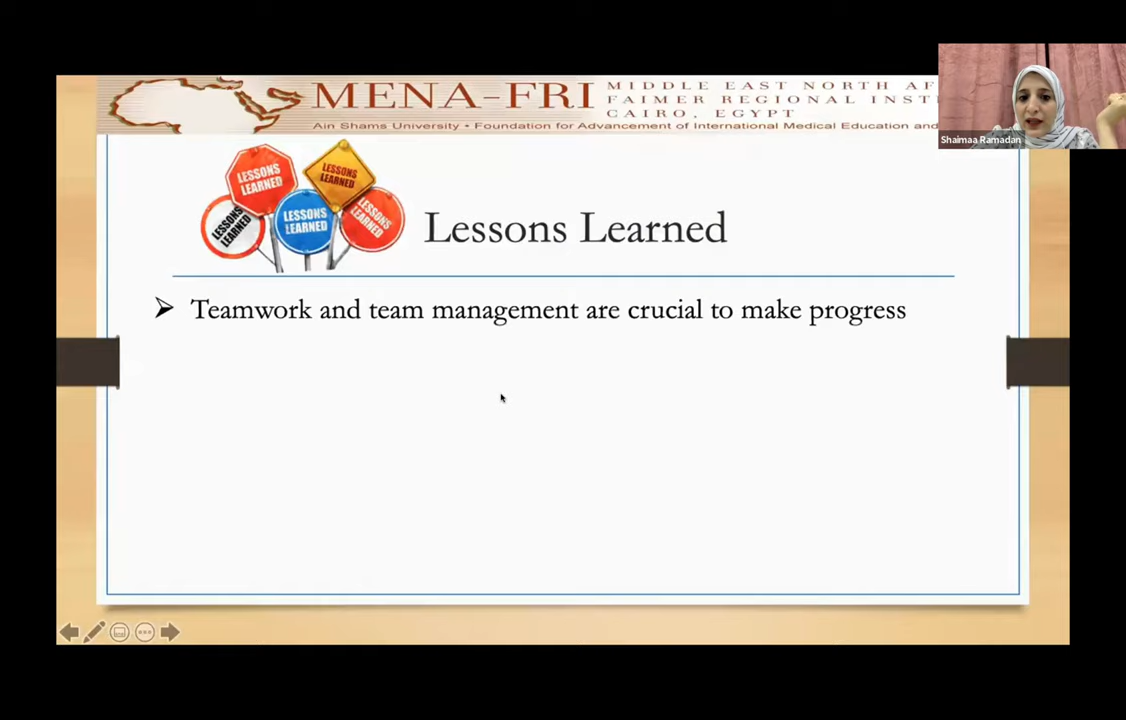 MENA-FRI
MIDDLE EAST NORTH AF
FAIMER REGIONAL INST
CAIRO, EGYPT
Ain Shams University • Foundation for Advancement of International Medical Education and
Shaimaa Ramadan
LESSONS LEARNED
LESSONS LEARNED
LESSONS LEARNED
LESSONS LEARNED
LESSONS LEARNED
Lessons Learned
➢ Teamwork and team management are crucial to make progress